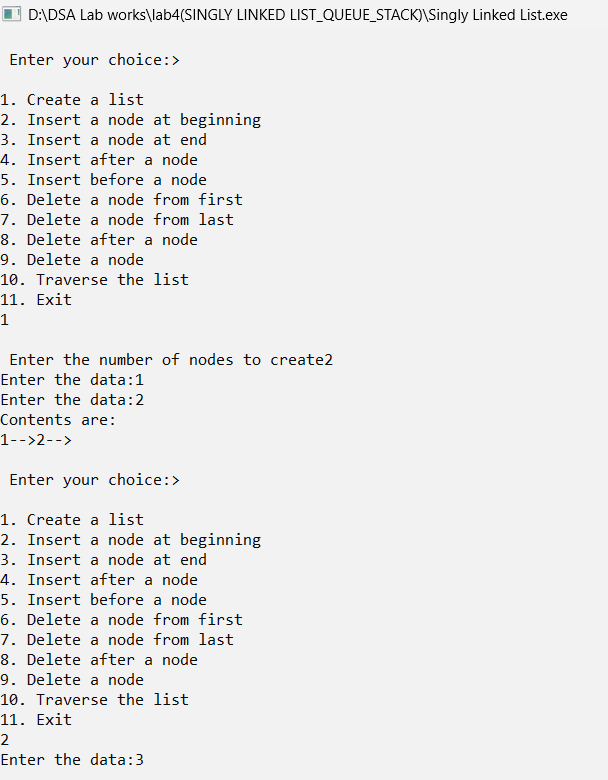 D:\DSA Lab works\lab4(SINGLY LINKED LIST_QUEUE_STACK)\Singly Linked List.exe
Enter your choice:>
1. Create a list
2. Insert a node at beginning
3. Insert a node at end
4. Insert after a node
5. Insert before a node
6. Delete a node from first
7. Delete a node from last
8. Delete after a node
9. Delete a node
10. Traverse the list
11. Exit
1
Enter the number of nodes to create2
Enter the data:1
Enter the data:2
Contents are:
1-->2-->
Enter your choice:>
1. Create a list
2. Insert a node at beginning
3. Insert a node at end
4. Insert after a node
5. Insert before a node
6. Delete a node from first
7. Delete a node from last
8. Delete after a node
9. Delete a node
10. Traverse the list
11. Exit
2
Enter the data:3